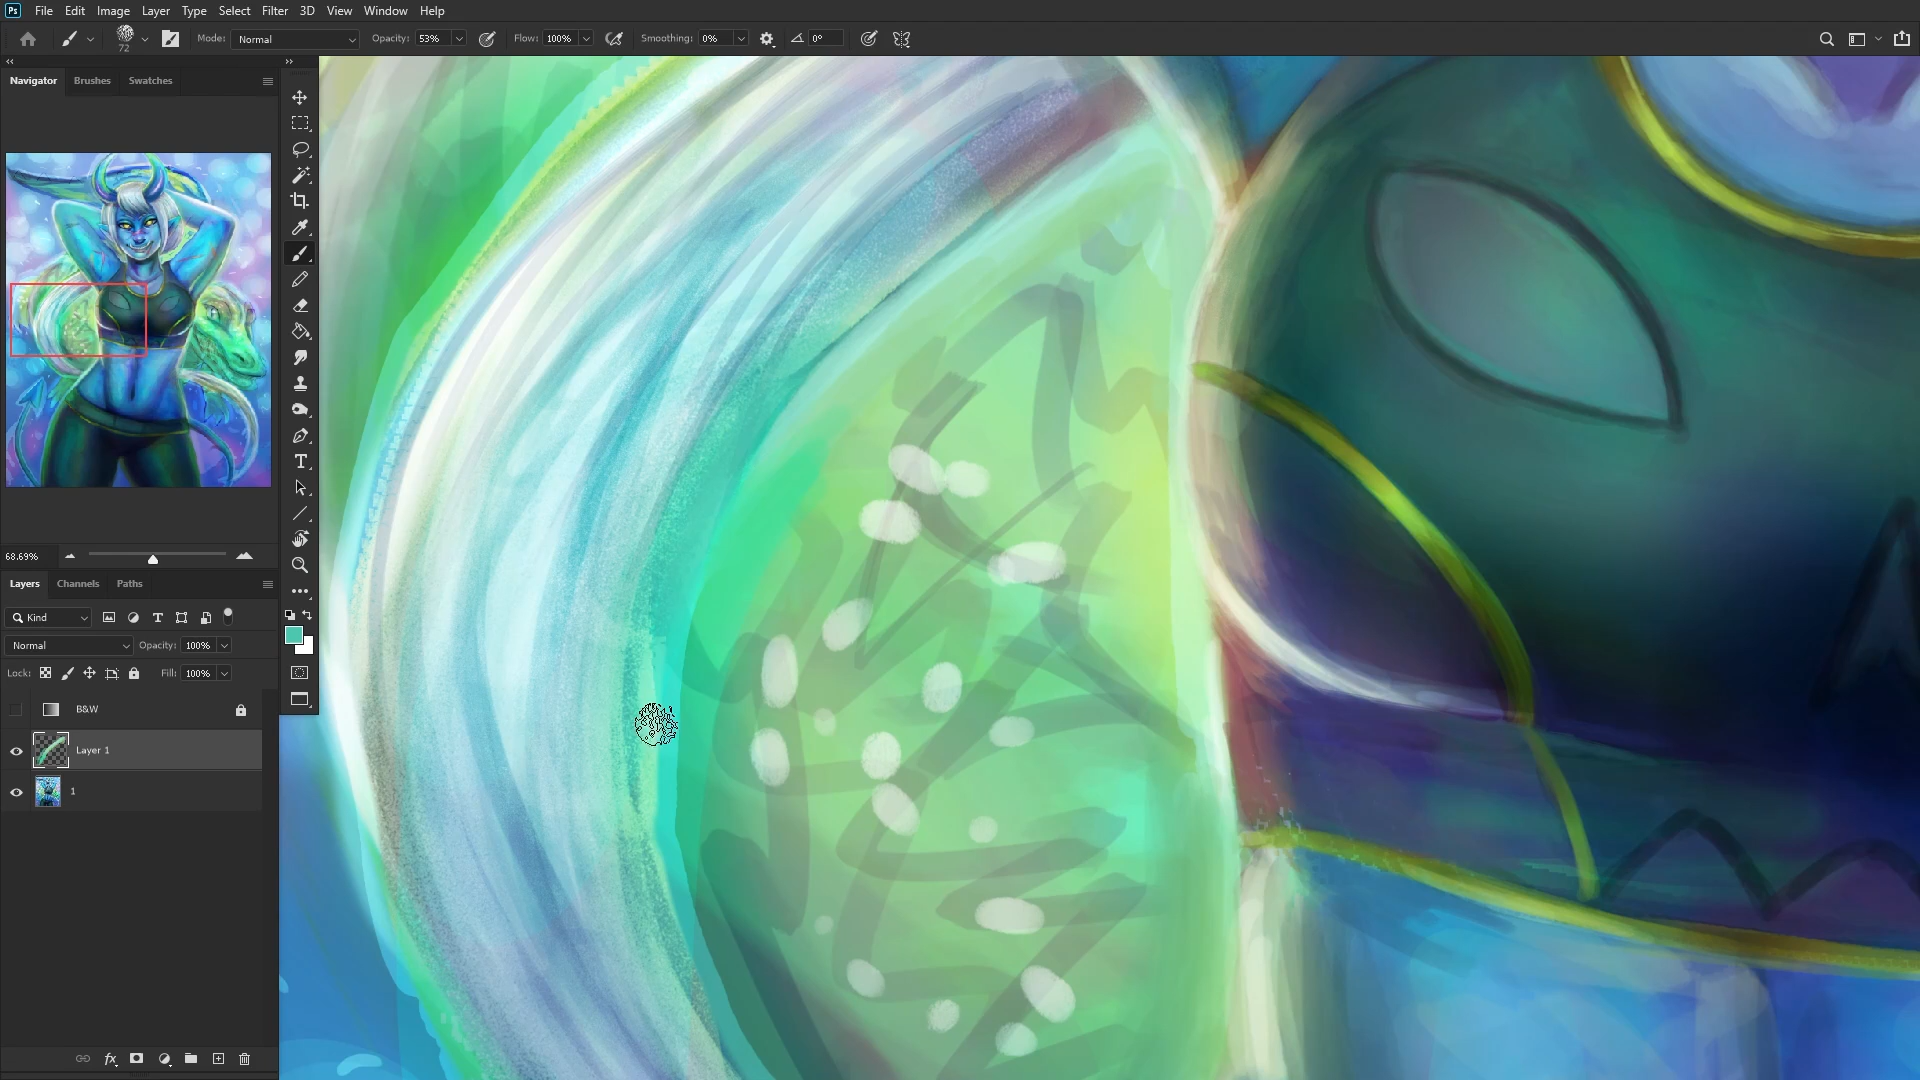 Ps File Edit Image Layer Type Select Filter 3D View Window Help
72 Mode: Normal Opacity: 53% Flow: 100% Smoothing: 0% 0°
Navigator Brushes Swatches
68.69%
Layers Channels Paths
Kind
Normal Opacity: 100%
Lock: Fill: 100%
B&W
Layer 1
1
fx